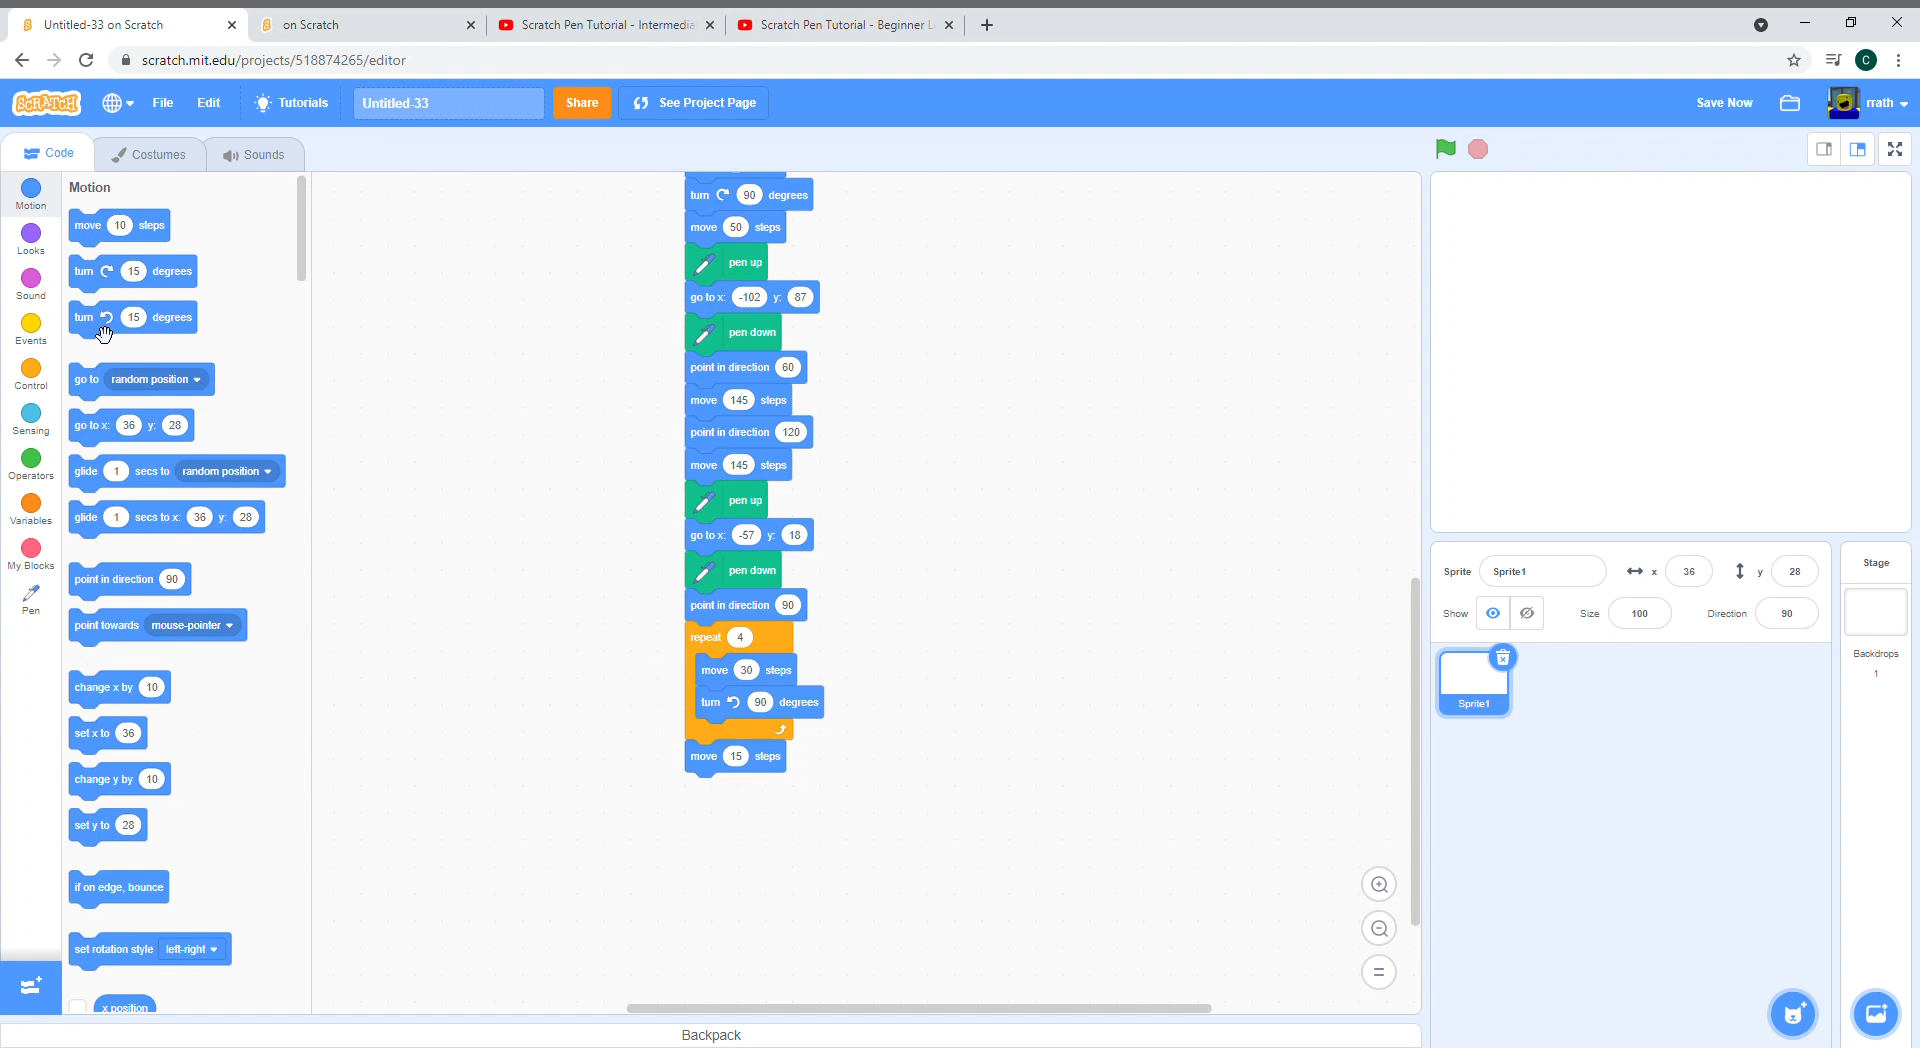 Untitled-33 on Scratch
on Scratch
Scratch Pen Tutorial - Intermedia
Scratch Pen Tutorial - Beginner L
scratch.mit.edu/projects/518874265/editor
C
SCRATCH
File
Edit
Tutorials
Untitled-33
Share
See Project Page
Save Now
rrath
Code
Costumes
Sounds
Motion
Looks
Sound
Events
Control
Sensing
Operators
Variables
My Blocks
Pen
Motion
move 10 steps
turn 15 degrees
turn 15 degrees
go to random position
go to x: 36 y: 28
glide 1 secs to random position
glide 1 secs to x: 36 y: 28
point in direction 90
point towards mouse-pointer
change x by 10
set x to 36
change y by 10
set y to 28
if on edge, bounce
set rotation style left-right
x position
turn 90 degrees
move 50 steps
pen up
go to x: -102 y: 87
pen down
point in direction 60
move 145 steps
point in direction 120
move 145 steps
pen up
go to x: -57 y: 18
pen down
point in direction 90
repeat 4
move 30 steps
turn 90 degrees
move 15 steps
Backpack
Sprite Sprite1 x 36 y 28
Show Size 100 Direction 90
Sprite1
Stage
Backdrops
1